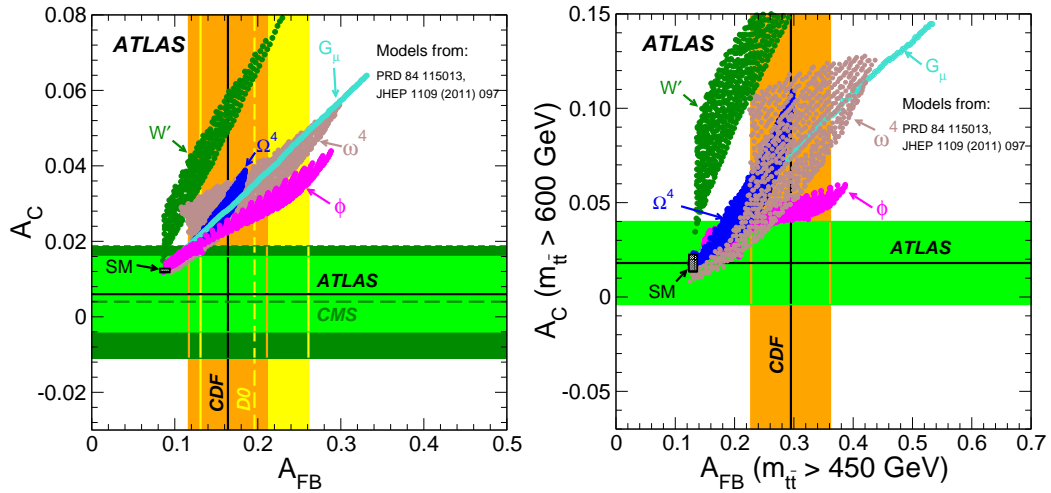 ATLAS
Models from:
PRD 84 115013,
JHEP 1109 (2011) 097
W′
G_μ
Ω⁴
ω⁴
ϕ
SM
ATLAS
CMS
CDF
D0
0.08
0.06
0.04
0.02
0
-0.02
0
0.1
0.2
0.3
0.4
0.5
A_C
A_FB
ATLAS
W′
G_μ
Models from:
ω⁴
PRD 84 115013,
JHEP 1109 (2011) 097
Ω⁴
ϕ
ATLAS
SM
CDF
0.15
0.1
0.05
0
-0.05
0
0.1
0.2
0.3
0.4
0.5
0.6
0.7
A_C (m_tt̄ > 600 GeV)
A_FB (m_tt̄ > 450 GeV)